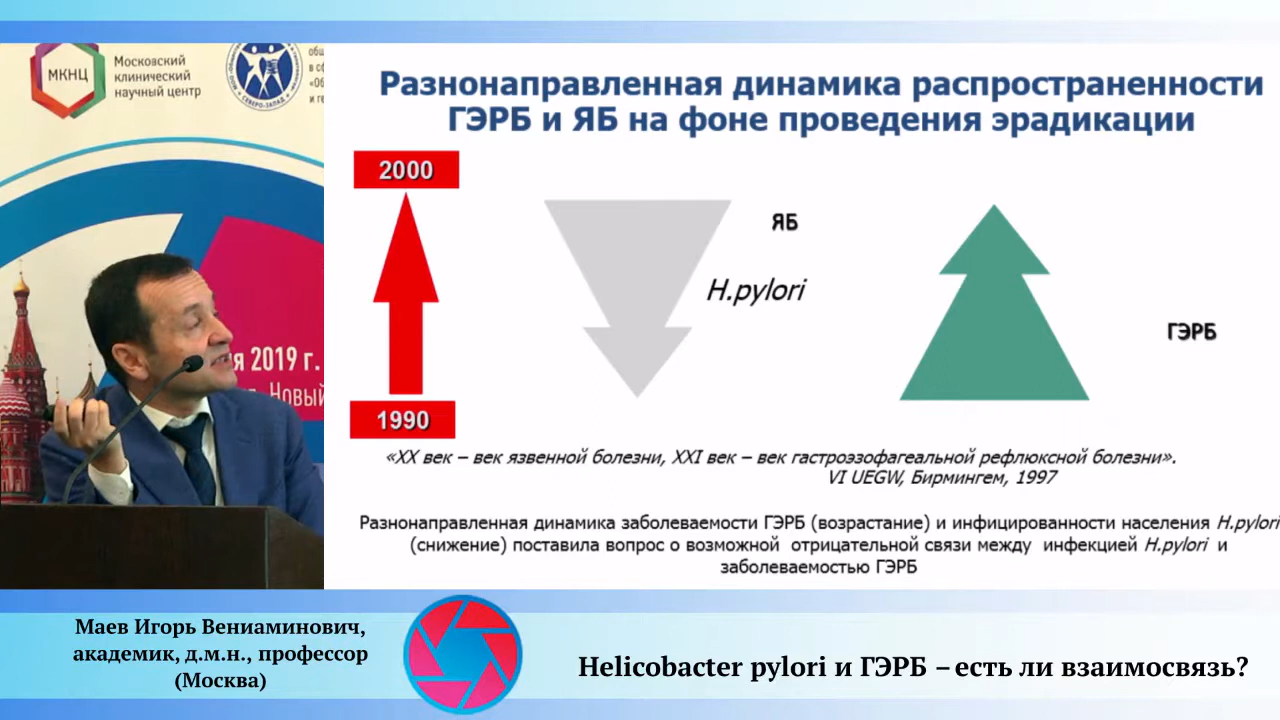 МКНЦ
Московский
клинический
научный центр
СЕВЕРО-ЗАПАД
2019 г.
Новый
Разнонаправленная динамика распространенности
ГЭРБ и ЯБ на фоне проведения эрадикации
2000
ЯБ
H.pylori
ГЭРБ
1990
«XX век – век язвенной болезни, XXI век – век гастроэзофагеальной рефлюксной болезни».
VI UEGW, Бирмингем, 1997
Разнонаправленная динамика заболеваемости ГЭРБ (возрастание) и инфицированности населения H.pylori
(снижение) поставила вопрос о возможной отрицательной связи между инфекцией H.pylori и
заболеваемостью ГЭРБ
Маев Игорь Вениаминович,
академик, д.м.н., профессор
(Москва)
Helicobacter pylori и ГЭРБ – есть ли взаимосвязь?